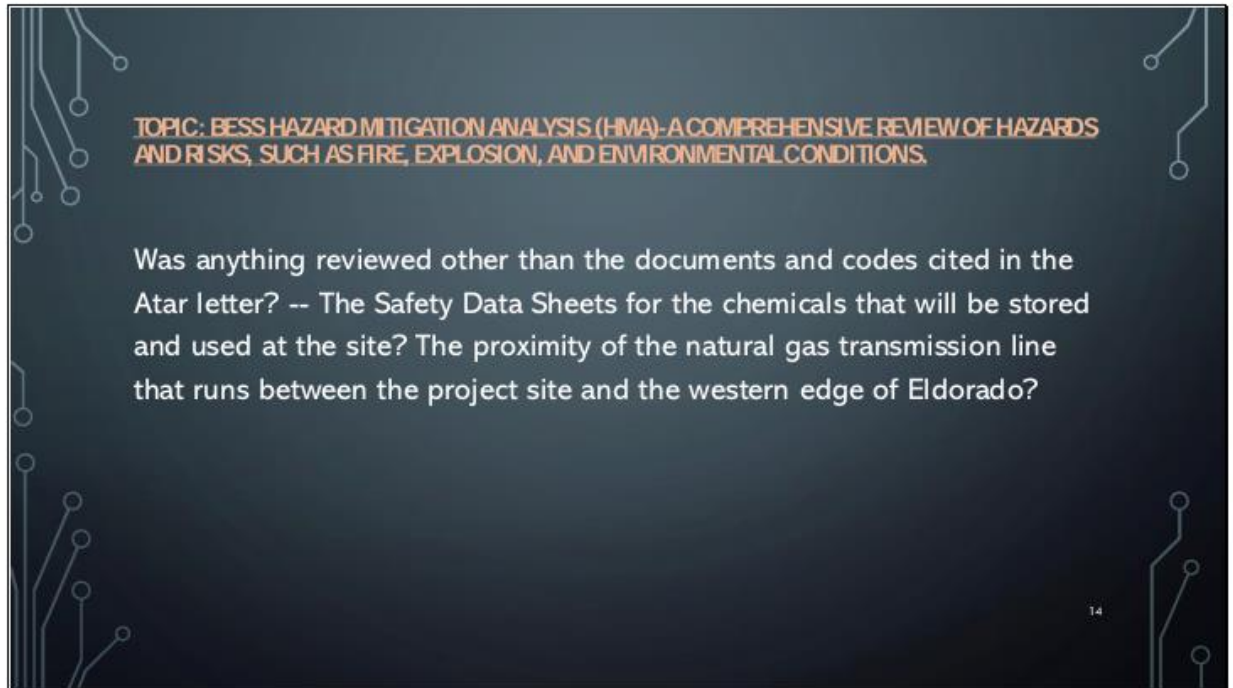 TOPIC: BESS HAZARD MITIGATION ANALYSIS (HMA)- A COMPREHENSIVE REVIEW OF HAZARDS
AND RISKS, SUCH AS FIRE, EXPLOSION, AND ENVIRONMENTAL CONDITIONS.
Was anything reviewed other than the documents and codes cited in the
Atar letter? -- The Safety Data Sheets for the chemicals that will be stored
and used at the site? The proximity of the natural gas transmission line
that runs between the project site and the western edge of Eldorado?
14